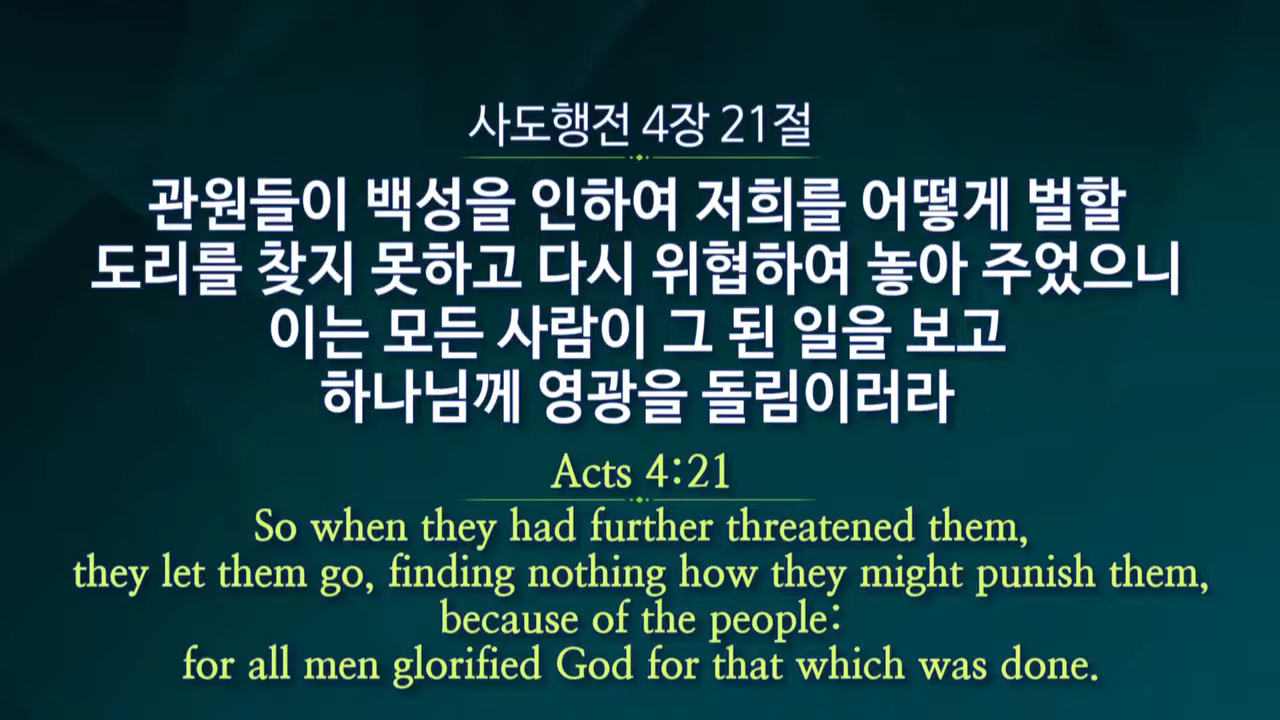 사도행전 4장 21절
관원들이 백성을 인하여 저희를 어떻게 벌할
도리를 찾지 못하고 다시 위협하여 놓아 주었으니
이는 모든 사람이 그 된 일을 보고
하나님께 영광을 돌림이러라
Acts 4:21
So when they had further threatened them,
they let them go, finding nothing how they might punish them,
because of the people:
for all men glorified God for that which was done.